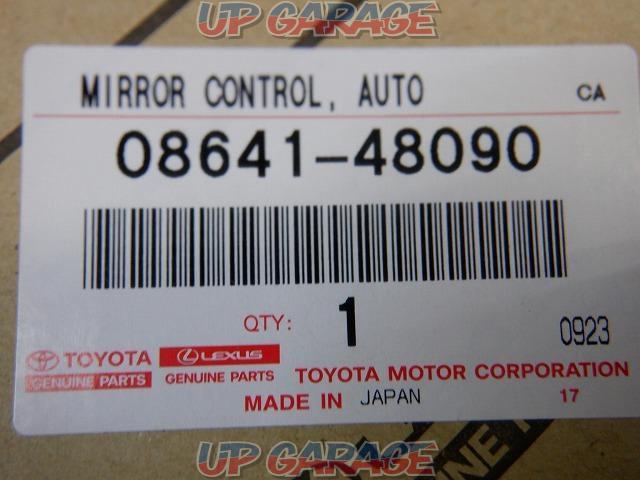 UP GARAGE
MIRROR CONTROL, AUTO CA
08641-48090
QTY: 1 0923
TOYOTA LEXUS
GENUINE PARTS GENUINE PARTS TOYOTA MOTOR CORPORATION
MADE IN JAPAN 17
UP GARAGE